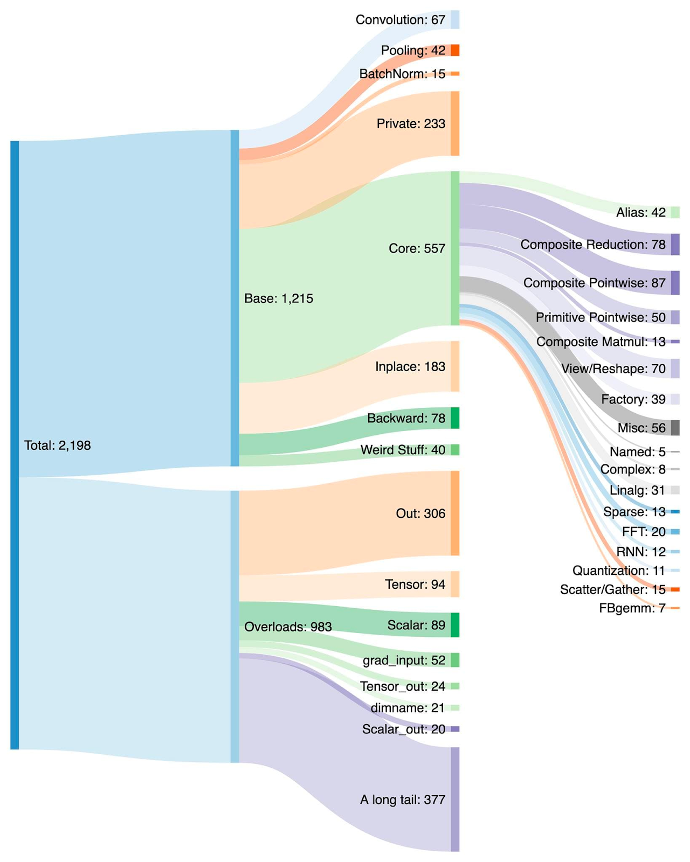 Convolution: 67
Pooling: 42
BatchNorm: 15
Private: 233
Core: 557
Alias: 42
Composite Reduction: 78
Composite Pointwise: 87
Primitive Pointwise: 50
Composite Matmul: 13
View/Reshape: 70
Factory: 39
Misc: 56
Named: 5
Complex: 8
Linalg: 31
Sparse: 13
FFT: 20
RNN: 12
Quantization: 11
Scatter/Gather: 15
FBgemm: 7
Base: 1,215
Inplace: 183
Backward: 78
Weird Stuff: 40
Total: 2,198
Out: 306
Tensor: 94
Overloads: 983
Scalar: 89
grad_input: 52
Tensor_out: 24
dimname: 21
Scalar_out: 20
A long tail: 377